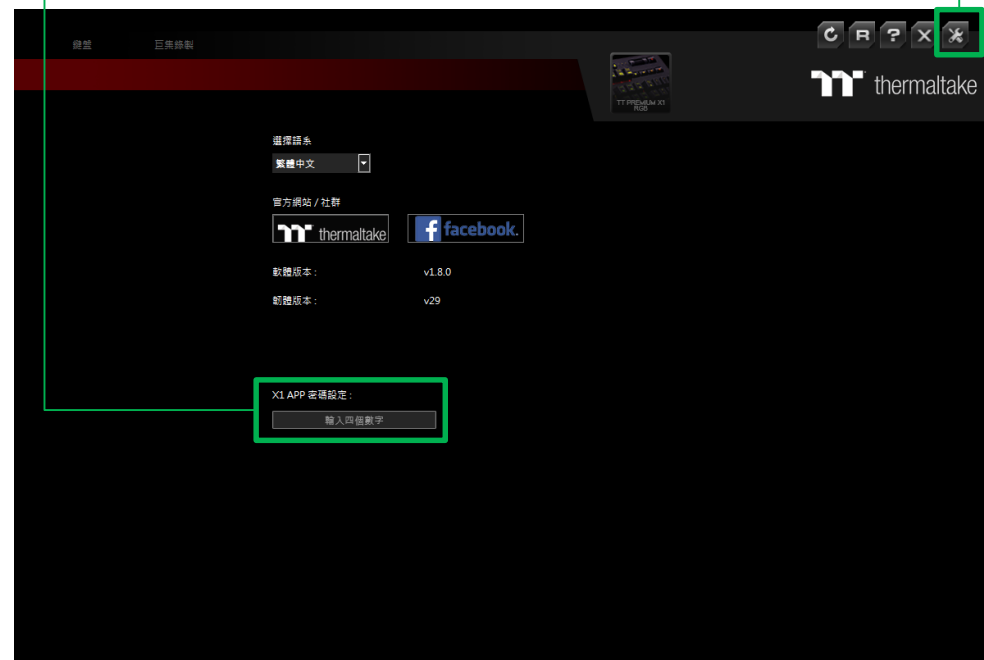 鍵盤 巨集錄製
R ? X
TT PREMIUM X1
RGB
thermaltake
選擇語系
繁體中文
官方網站 / 社群
thermaltake f facebook.
軟體版本 : v1.8.0
韌體版本 : v29
X1 APP 密碼設定 :
輸入四個數字